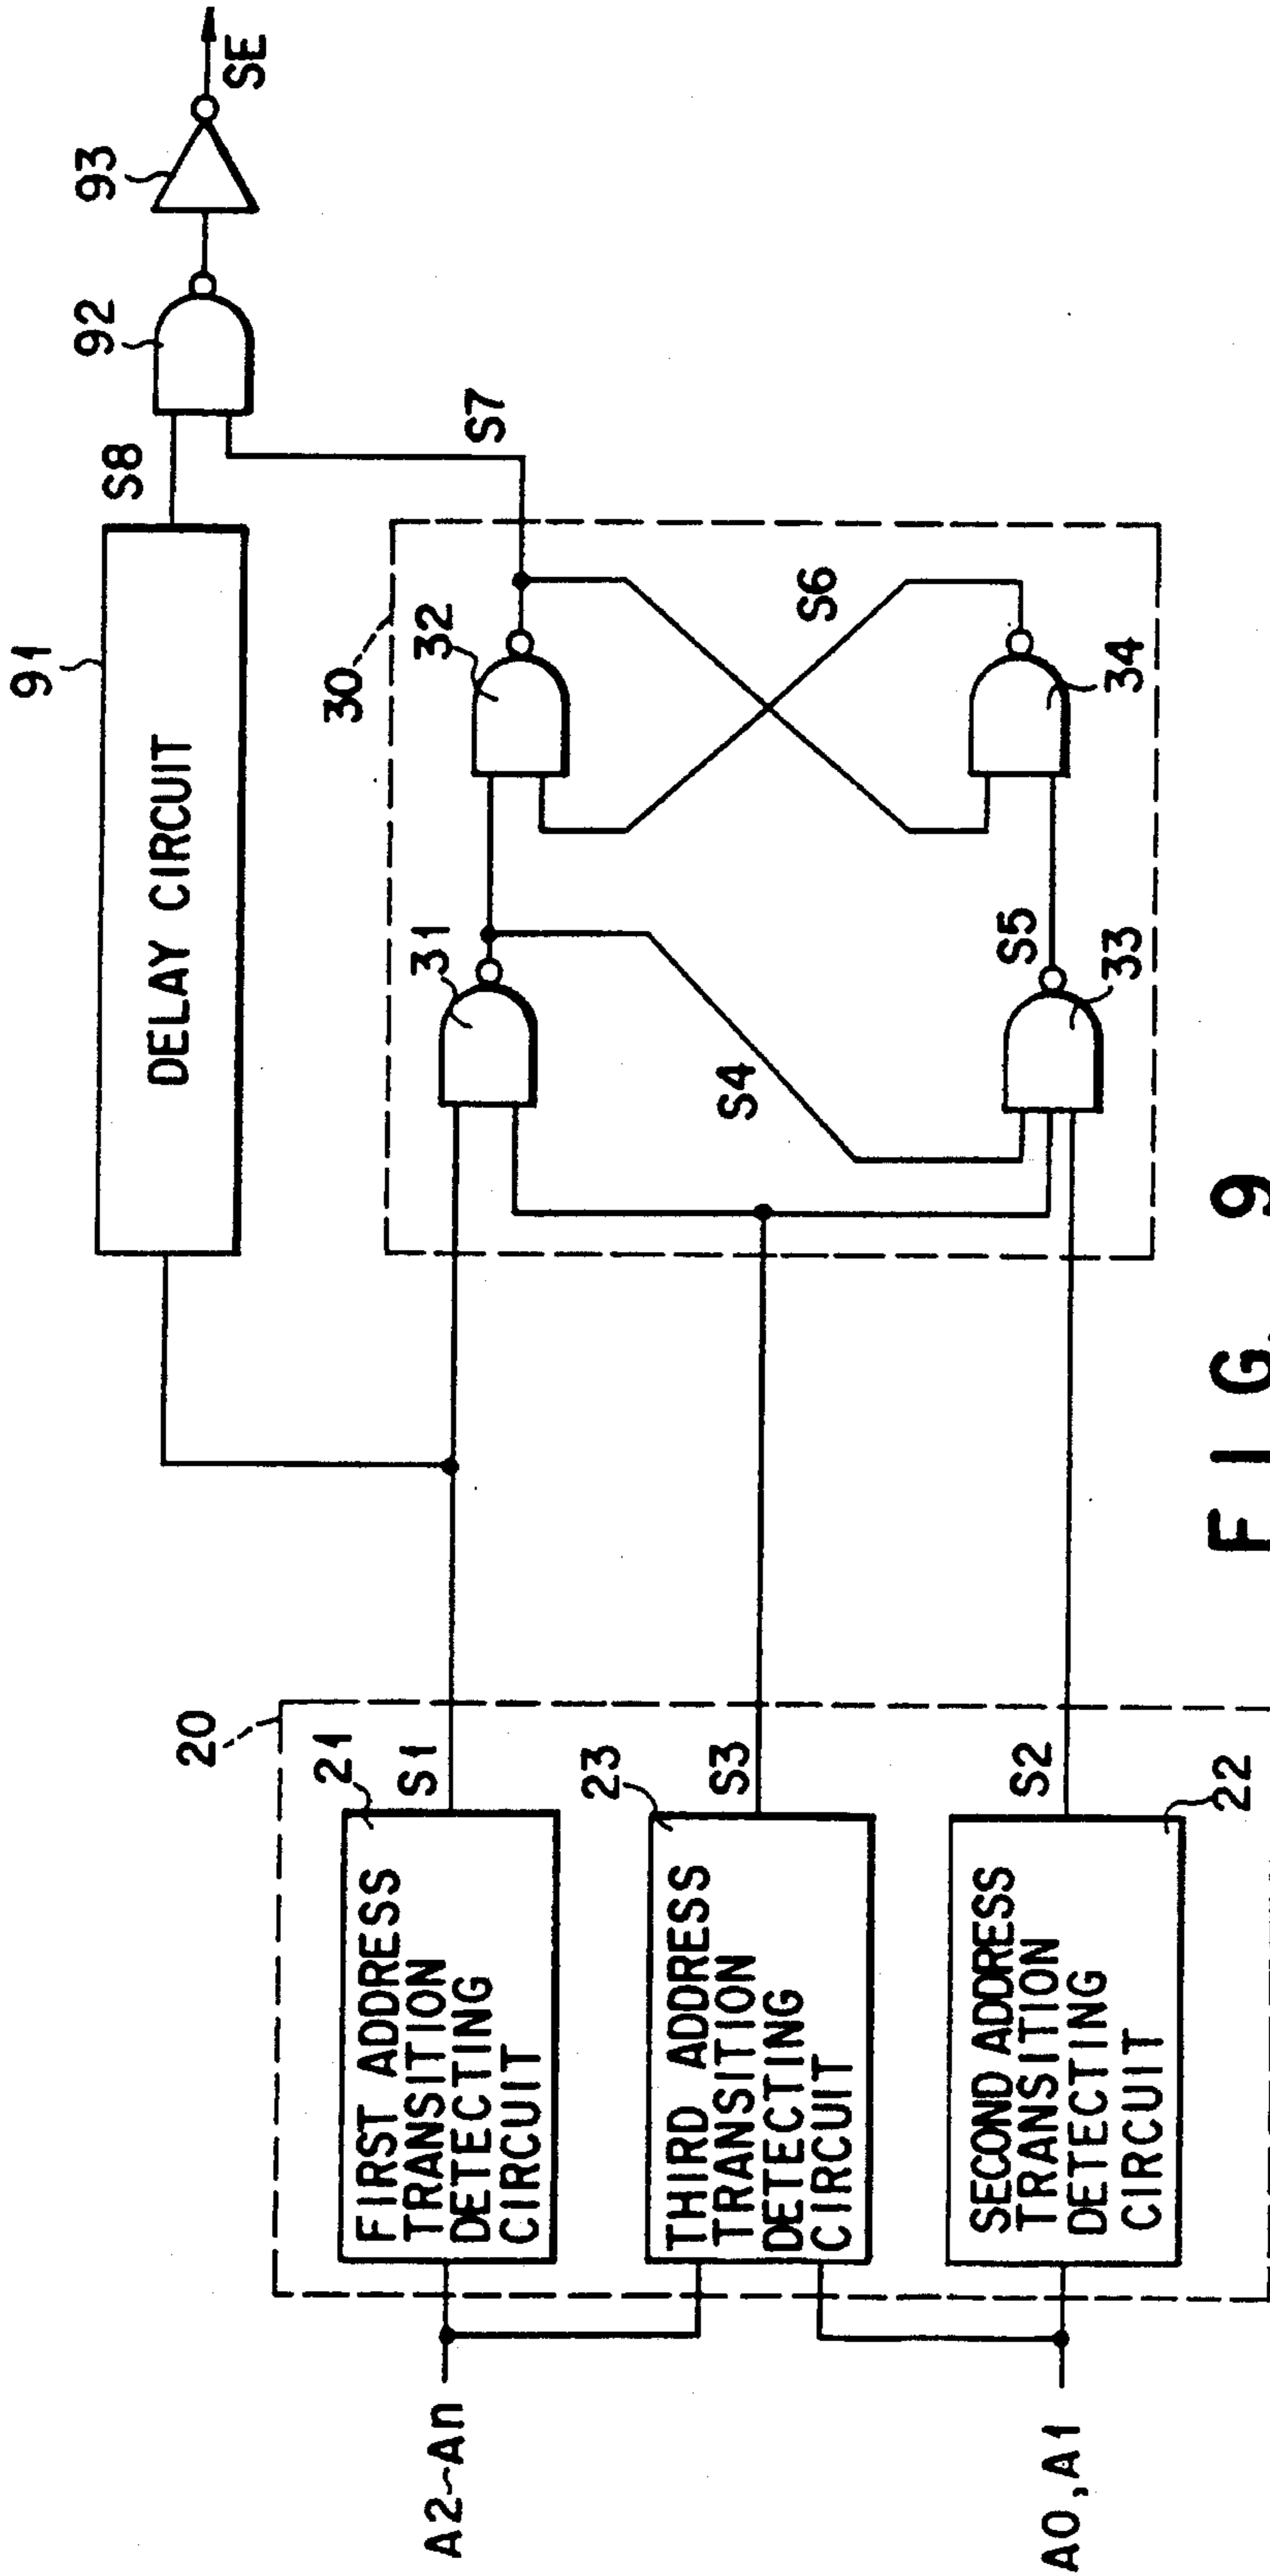 A2~An
A0, A1
20
21
FIRST ADDRESS
TRANSITION
DETECTING
CIRCUIT
S1
23
THIRD ADDRESS
TRANSITION
DETECTING
CIRCUIT
S3
SECOND ADDRESS
TRANSITION
DETECTING
CIRCUIT
S2
22
91
DELAY CIRCUIT
S8
30
31
32
S4
S5
33
S6
34
S7
92
93
SE
FIG. 9